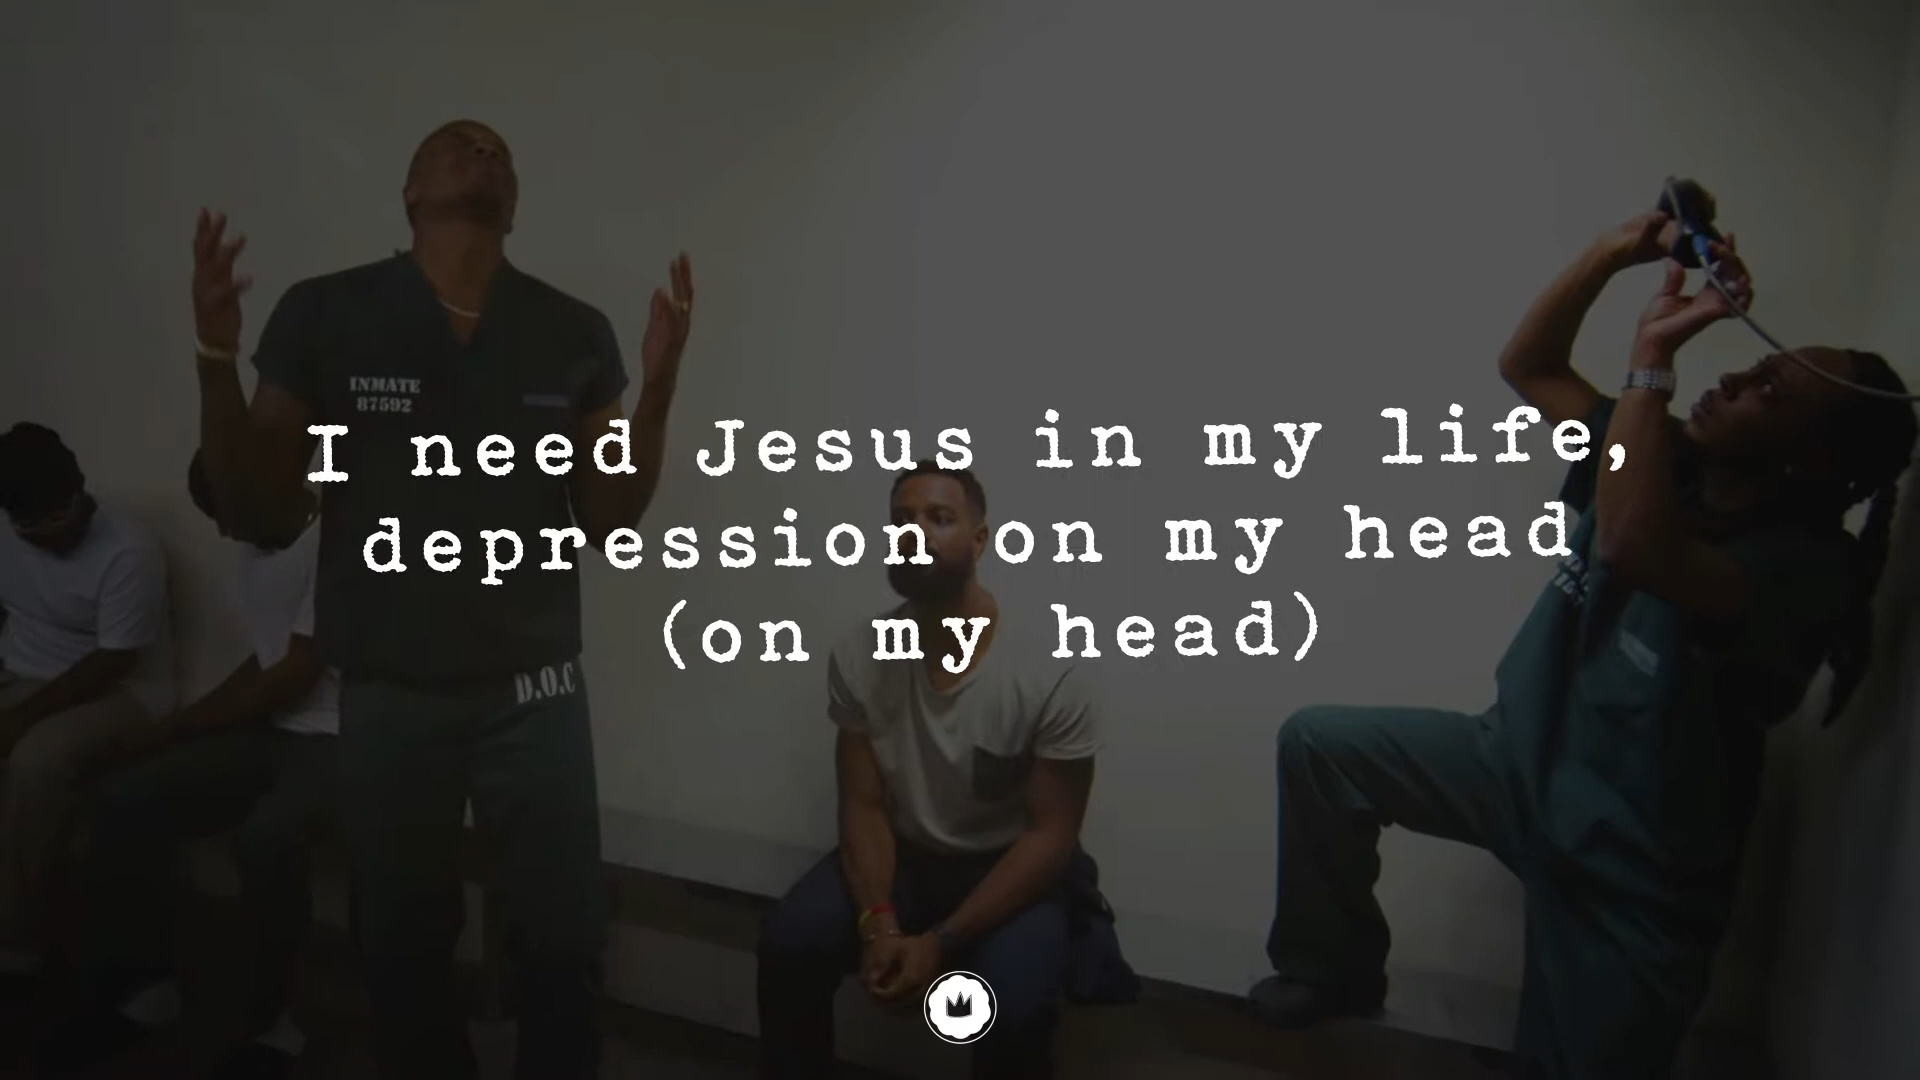 INMATE
87592
I need Jesus in my life,
depression on my head
(on my head)
D.O.C